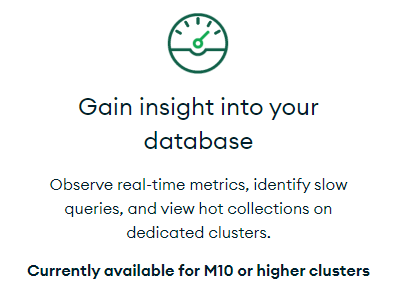 Gain insight into your
database
Observe real-time metrics, identify slow
queries, and view hot collections on
dedicated clusters.
Currently available for M10 or higher clusters